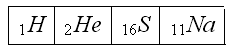 ₁H ₂He ₁₆S ₁₁Na